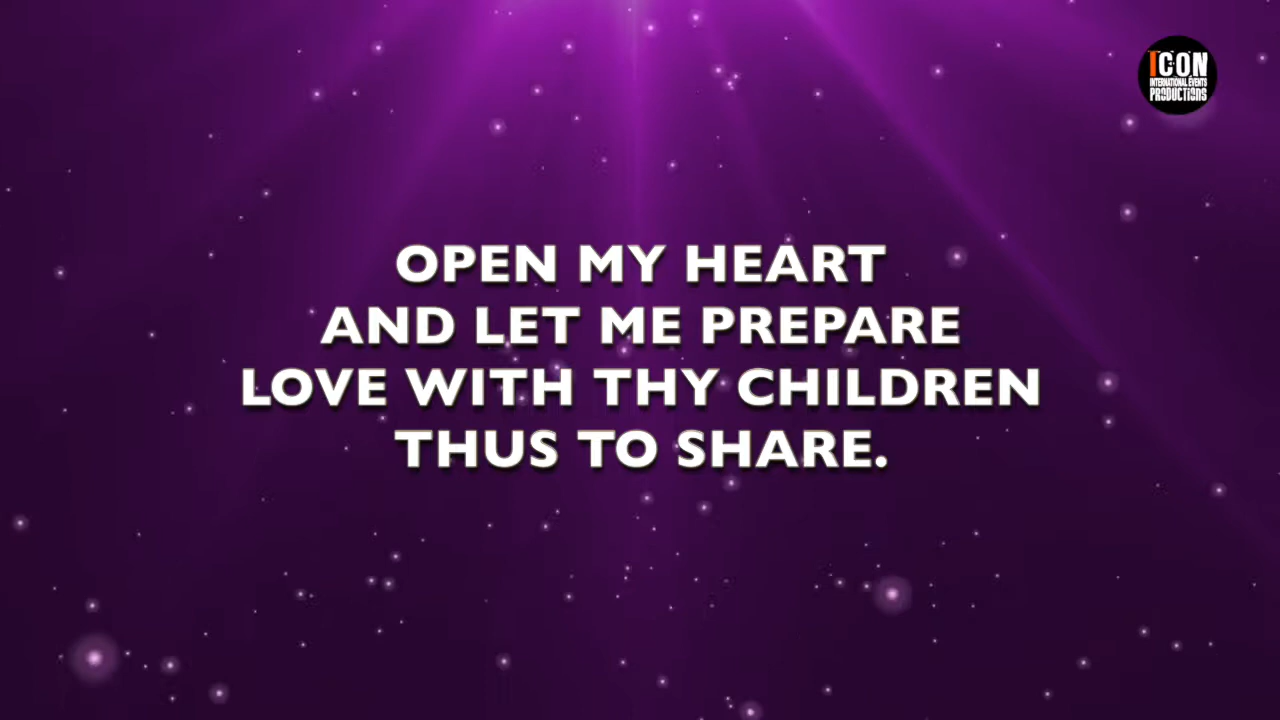 ICON
INTERNATIONAL EVENTS
PRODUCTIONS
OPEN MY HEART
AND LET ME PREPARE
LOVE WITH THY CHILDREN
THUS TO SHARE.